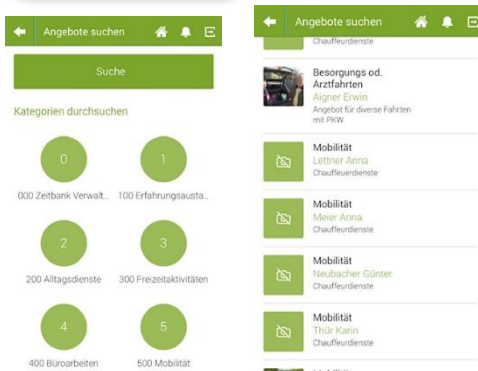 Angebote suchen
Suche
Kategorien durchsuchen
0
1
000 Zeitbank Verwalt..
100 Erfahrungsausta..
2
3
200 Alltagsdienste
300 Freizeitaktivitäten
4
5
400 Büroarbeiten
500 Mobilität
Angebote suchen
Chauffeurdienste
Besorgungs od.
Arztfahrten
Aigner Erwin
Angebot für diverse Fahrten
mit PKW
Mobilität
Lettner Anna
Chauffeuerdienste
Mobilität
Meier Anna
Chauffeurdienste
Mobilität
Neubacher Günter
Chauffeurdienste
Mobilität
Thür Karin
Chauffeurdienste